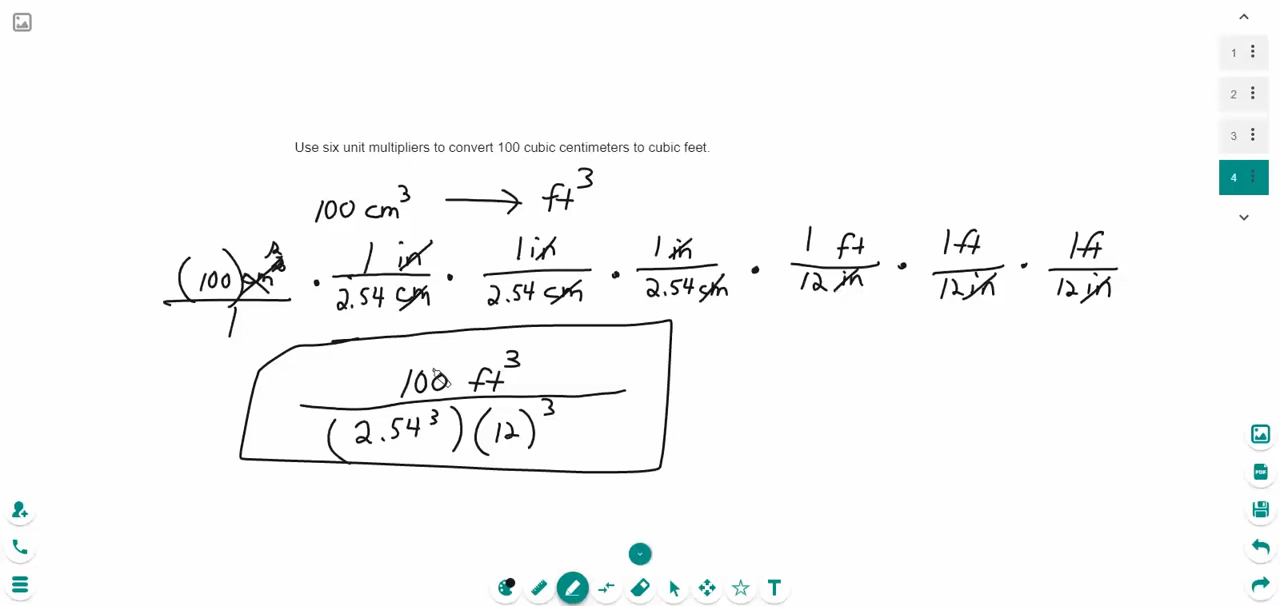 1
2
3
4
Use six unit multipliers to convert 100 cubic centimeters to cubic feet.
100 cm³ → ft³
(100) / 1 · 1 in / 2.54 cm · 1 in / 2.54 cm · 1 in / 2.54 cm · 1 ft / 12 in · 1 ft / 12 in · 1 ft / 12 in
100 ft³ / (2.54³)(12)³
PDF
T